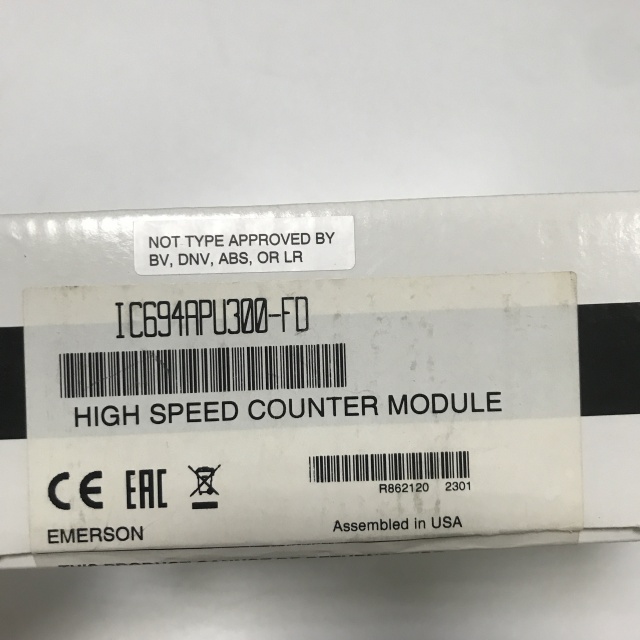 NOT TYPE APPROVED BY
BV, DNV, ABS, OR LR
IC694APU300-FD
HIGH SPEED COUNTER MODULE
CE EAC
R862120 2301
EMERSON
Assembled in USA